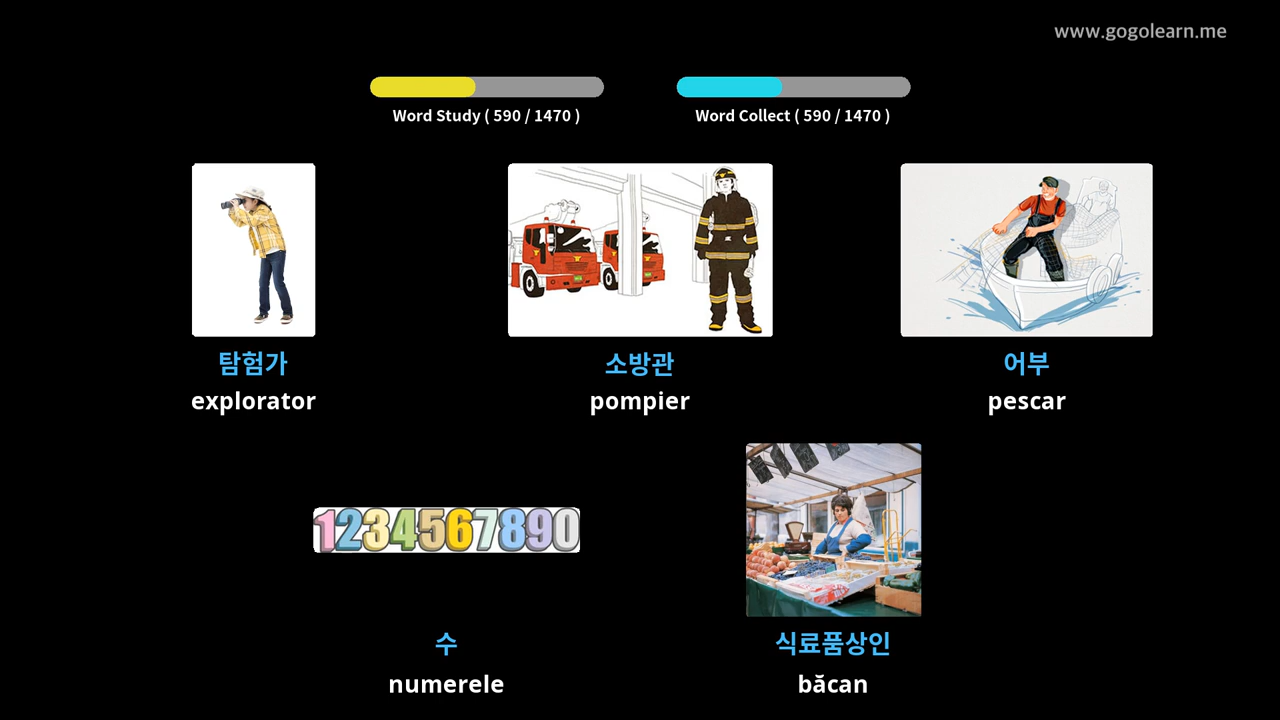 www.gogolearn.me
Word Study ( 590 / 1470 )
Word Collect ( 590 / 1470 )
탐험가
explorator
소방관
pompier
어부
pescar
1234567890
수
numerele
식료품상인
băcan